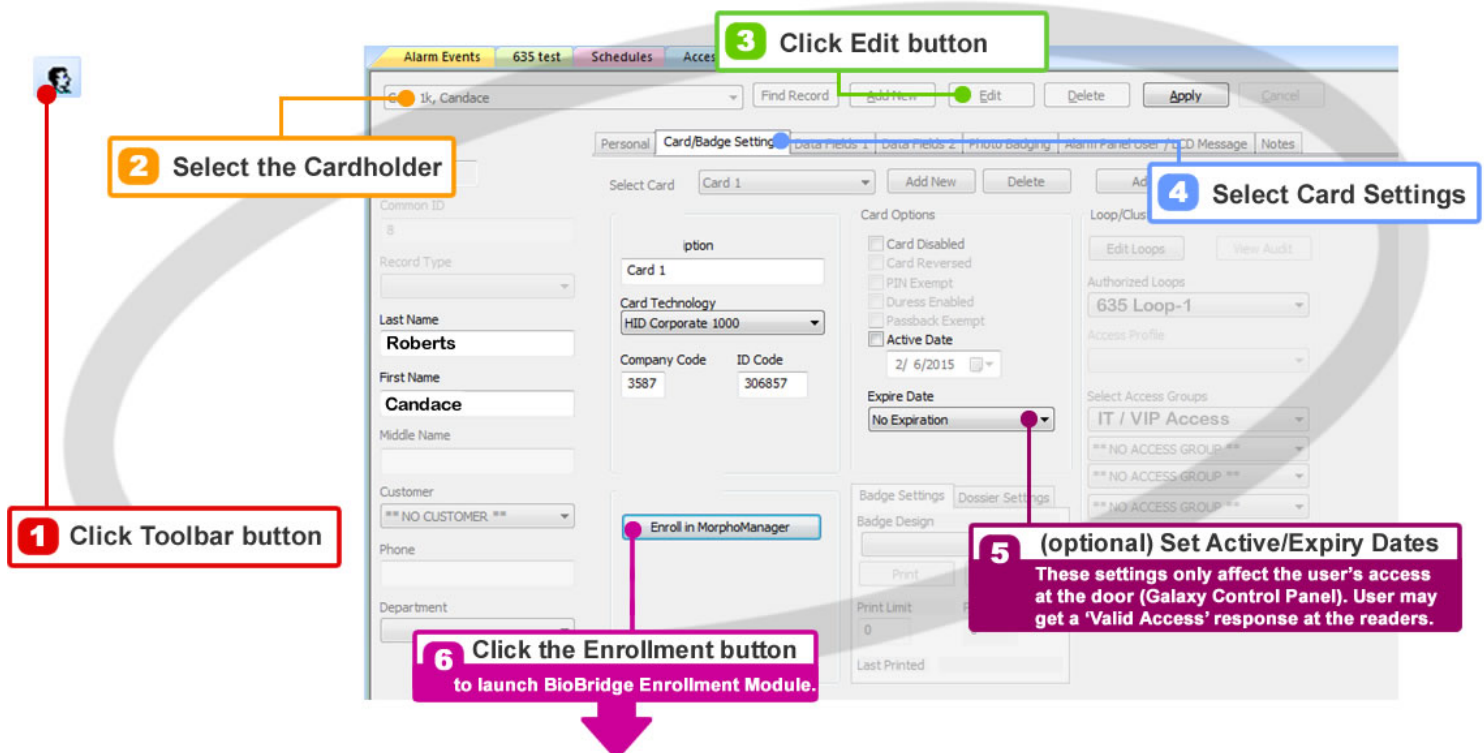 3 Click Edit button
Alarm Events 635 test Schedules
1k, Candace Find Record Add New Edit Delete Apply Cancel
2 Select the Cardholder
Personal Card/Badge Setting Data Fields 1 Data Fields 2 Photo Badging Alarm Panel User / LCD Message Notes
Select Card Card 1 Add New Delete
4 Select Card Settings
Common ID
8
Card Options
iption
Card Disabled
Edit Loops View Audit
Record Type
Card 1
Card Reversed
PIN Exempt
Authorized Loops
Card Technology
Duress Enabled
635 Loop-1
Last Name
HID Corporate 1000
Passback Exempt
Roberts
Active Date
Access Profile
Company Code ID Code
2/ 6/2015
First Name
3587 306857
Candace
Expire Date
Select Access Groups
No Expiration
IT / VIP Access
Middle Name
** NO ACCESS GROUP **
** NO ACCESS GROUP **
Customer
Badge Settings Dossier Settings
** NO CUSTOMER **
** NO ACCESS GROUP **
Enroll in MorphoManager
Badge Design
1 Click Toolbar button
5 (optional) Set Active/Expiry Dates
These settings only affect the user's access
at the door (Galaxy Control Panel). User may
get a 'Valid Access' response at the readers.
Phone
Print
Department
Print Limit
0
6 Click the Enrollment button
to launch BioBridge Enrollment Module.
Last Printed